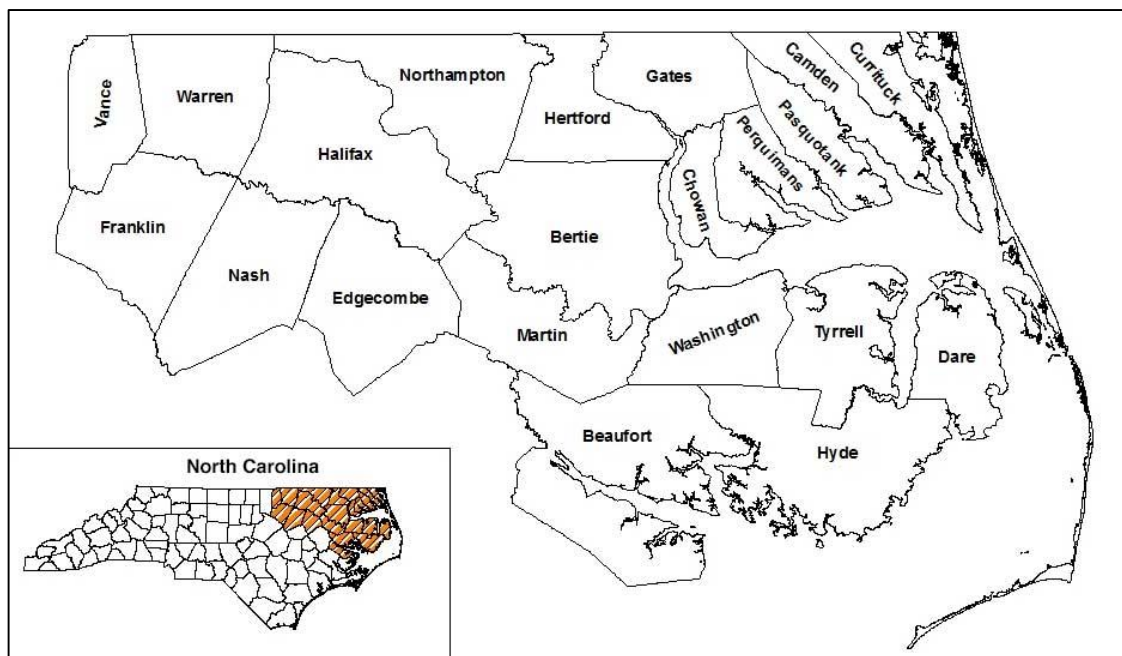 Vance
Warren
Northampton
Gates
Camden
Currituck
Hertford
Halifax
Pasquotank
Perquimans
Chowan
Franklin
Bertie
Nash
Edgecombe
Martin
Washington
Tyrrell
Dare
Beaufort
Hyde
North Carolina